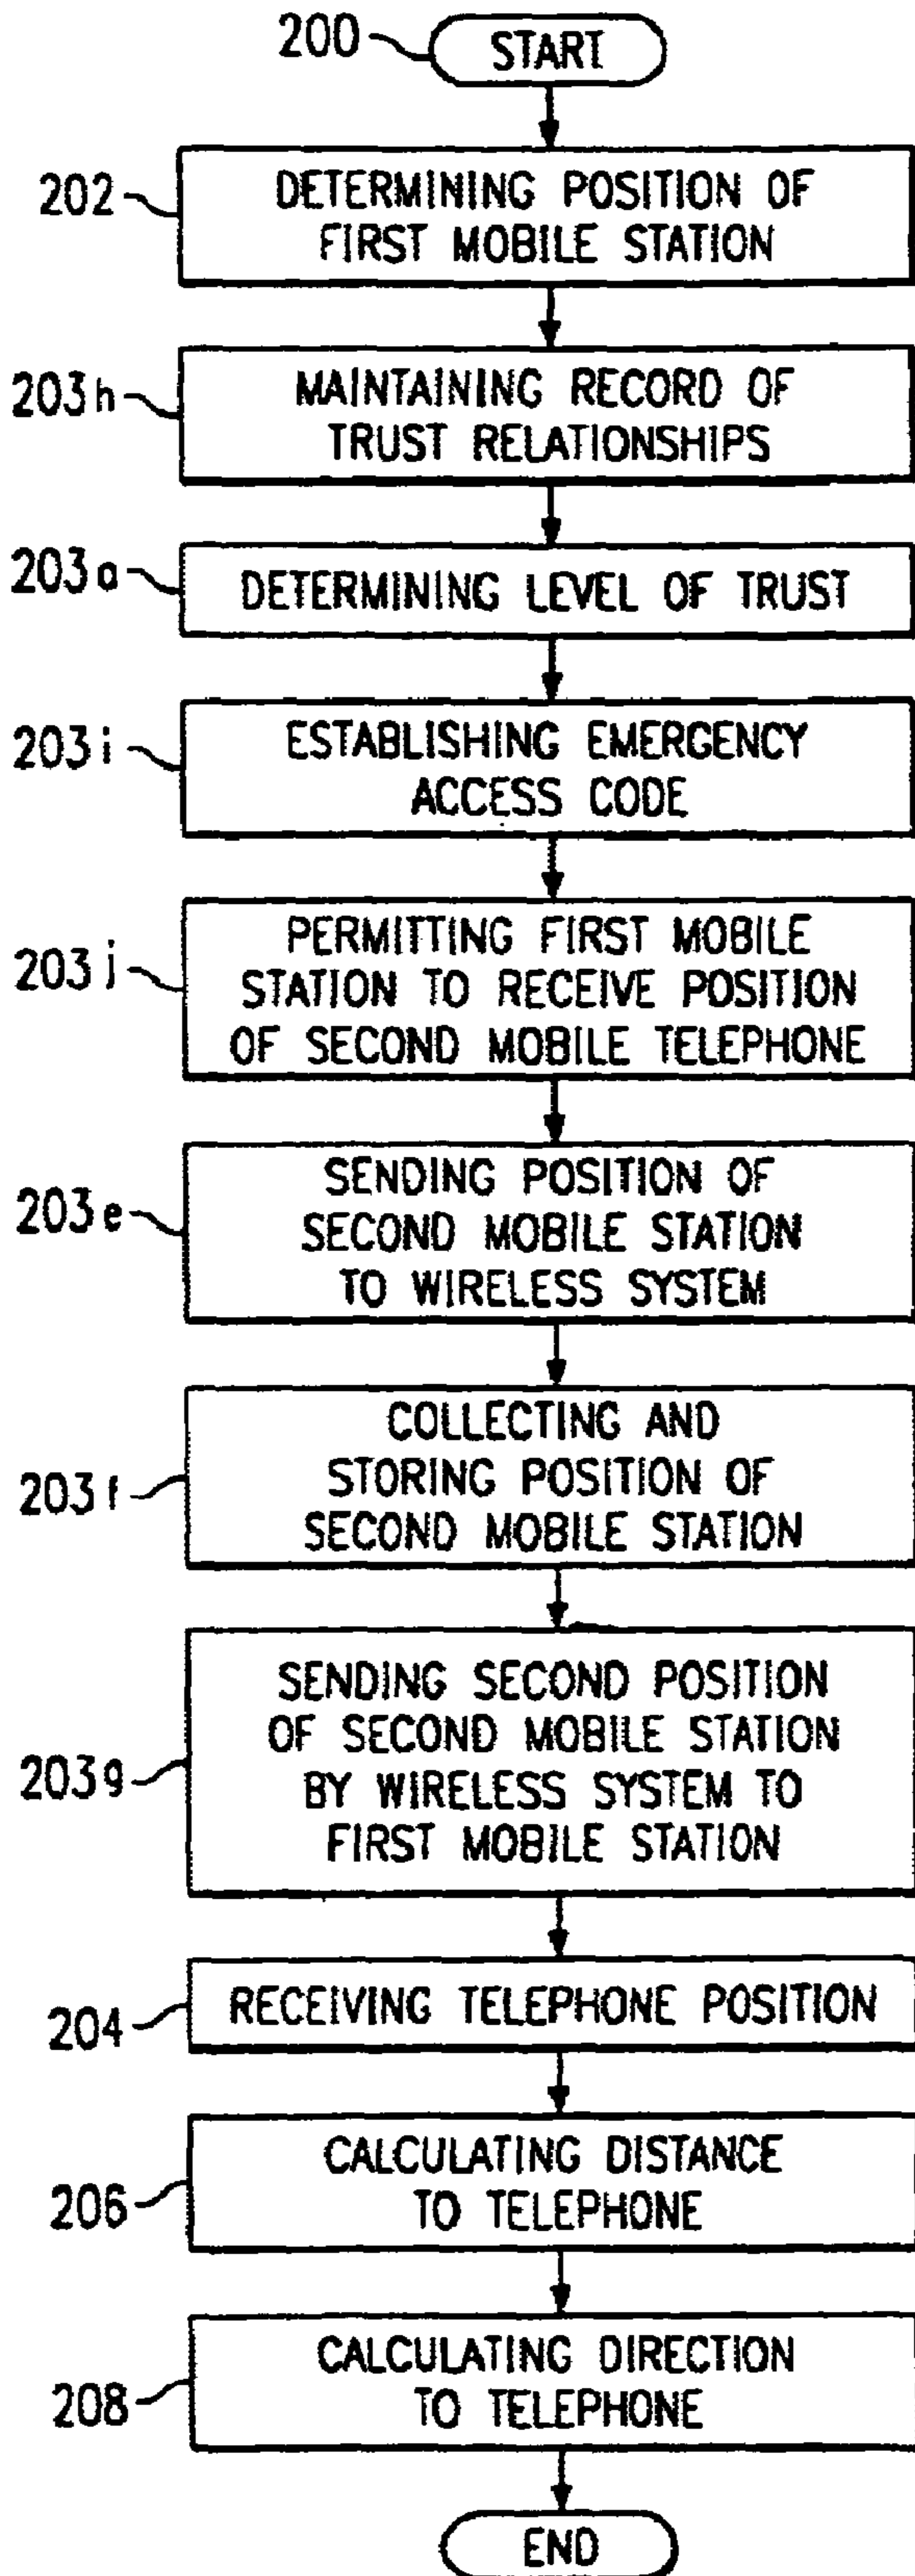 200 START
202 DETERMINING POSITION OF
FIRST MOBILE STATION
203h MAINTAINING RECORD OF
TRUST RELATIONSHIPS
203a DETERMINING LEVEL OF TRUST
203i ESTABLISHING EMERGENCY
ACCESS CODE
203j PERMITTING FIRST MOBILE
STATION TO RECEIVE POSITION
OF SECOND MOBILE TELEPHONE
203e SENDING POSITION OF
SECOND MOBILE STATION
TO WIRELESS SYSTEM
203f COLLECTING AND
STORING POSITION OF
SECOND MOBILE STATION
203g SENDING SECOND POSITION
OF SECOND MOBILE STATION
BY WIRELESS SYSTEM TO
FIRST MOBILE STATION
204 RECEIVING TELEPHONE POSITION
206 CALCULATING DISTANCE
TO TELEPHONE
208 CALCULATING DIRECTION
TO TELEPHONE
END